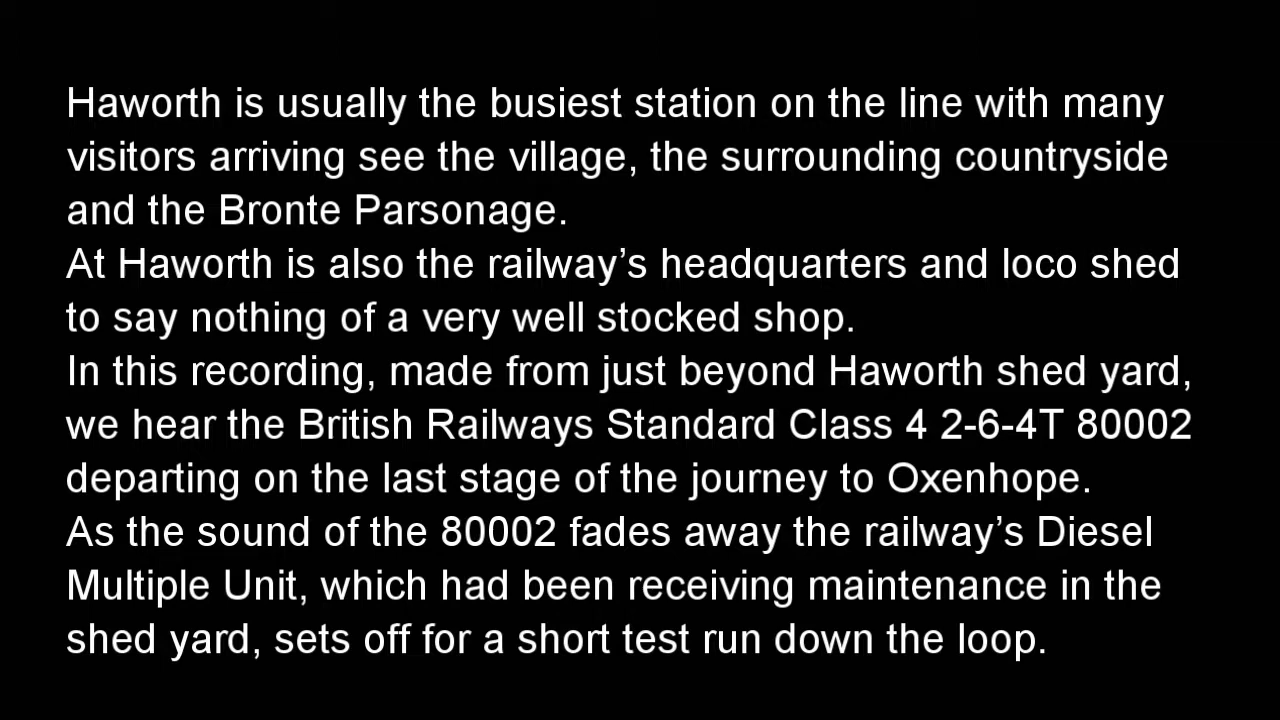 Haworth is usually the busiest station on the line with many
visitors arriving see the village, the surrounding countryside
and the Bronte Parsonage.
At Haworth is also the railway’s headquarters and loco shed
to say nothing of a very well stocked shop.
In this recording, made from just beyond Haworth shed yard,
we hear the British Railways Standard Class 4 2-6-4T 80002
departing on the last stage of the journey to Oxenhope.
As the sound of the 80002 fades away the railway’s Diesel
Multiple Unit, which had been receiving maintenance in the
shed yard, sets off for a short test run down the loop.